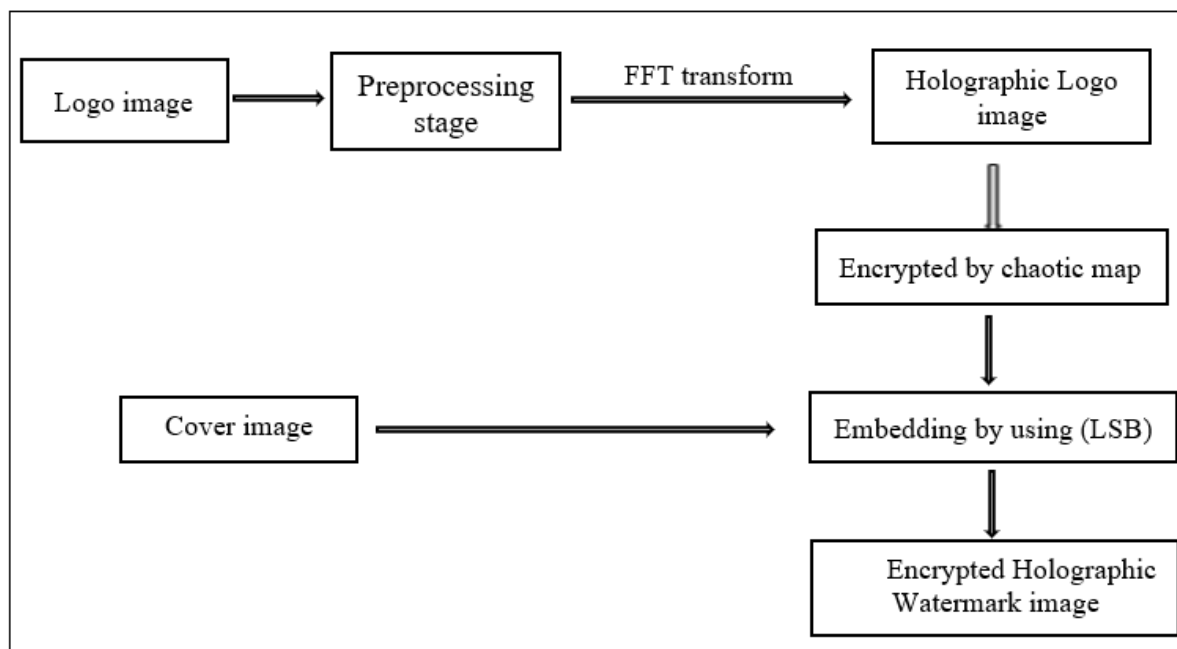 Logo image
Preprocessing
stage
FFT transform
Holographic Logo
image
Encrypted by chaotic map
Cover image
Embedding by using (LSB)
Encrypted Holographic
Watermark image